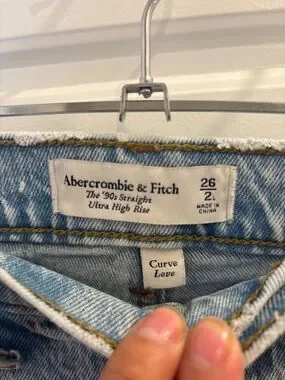 Abercrombie & Fitch
The '90s Straight
Ultra High Rise
26
2L
MADE IN
CHINA
Curve
Love